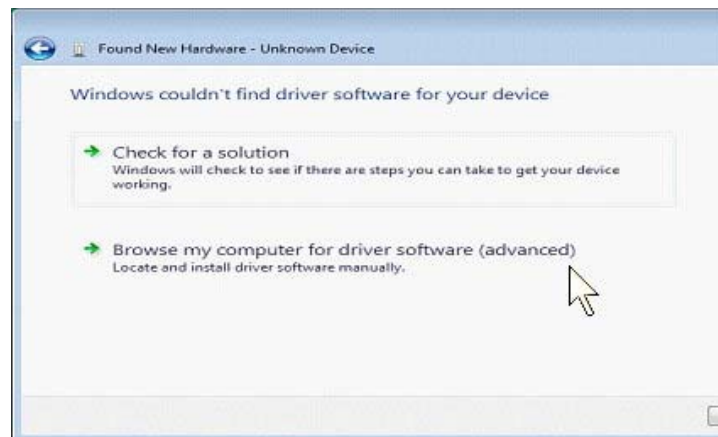 Found New Hardware - Unknown Device
Windows couldn't find driver software for your device
Check for a solution
Windows will check to see if there are steps you can take to get your device
working.
Browse my computer for driver software (advanced)
Locate and install driver software manually.